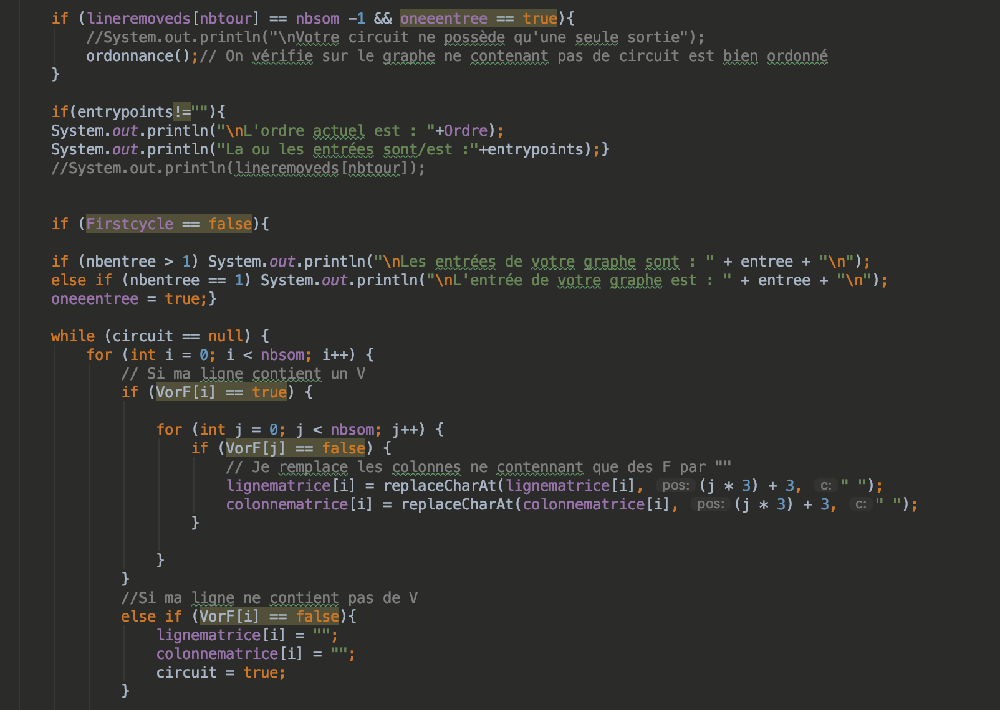 if (lineremoveds[nbtour] == nbsom -1 && oneeentree == true){
//System.out.println("\nVotre circuit ne possède qu'une seule sortie");
ordonnance();// On vérifie sur le graphe ne contenant pas de circuit est bien ordonné
}
if(entrypoints!=""){
System.out.println("\nL'ordre actuel est : "+Ordre);
System.out.println("La ou les entrées sont/est :"+entrypoints);}
//System.out.println(lineremoveds[nbtour]);
if (Firstcycle == false){
if (nbentree > 1) System.out.println("\nLes entrées de votre graphe sont : " + entree + "\n");
else if (nbentree == 1) System.out.println("\nL'entrée de votre graphe est : " + entree + "\n");
oneeentree = true;}
while (circuit == null) {
for (int i = 0; i < nbsom; i++) {
// Si ma ligne contient un V
if (VorF[i] == true) {
for (int j = 0; j < nbsom; j++) {
if (VorF[j] == false) {
// Je remplace les colonnes ne contennant que des F par ""
lignematrice[i] = replaceCharAt(lignematrice[i], pos: (j * 3) + 3, c: " ");
colonnematrice[i] = replaceCharAt(colonnematrice[i], pos: (j * 3) + 3, c: " ");
}
}
}
//Si ma ligne ne contient pas de V
else if (VorF[i] == false){
lignematrice[i] = "";
colonnematrice[i] = "";
circuit = true;
}